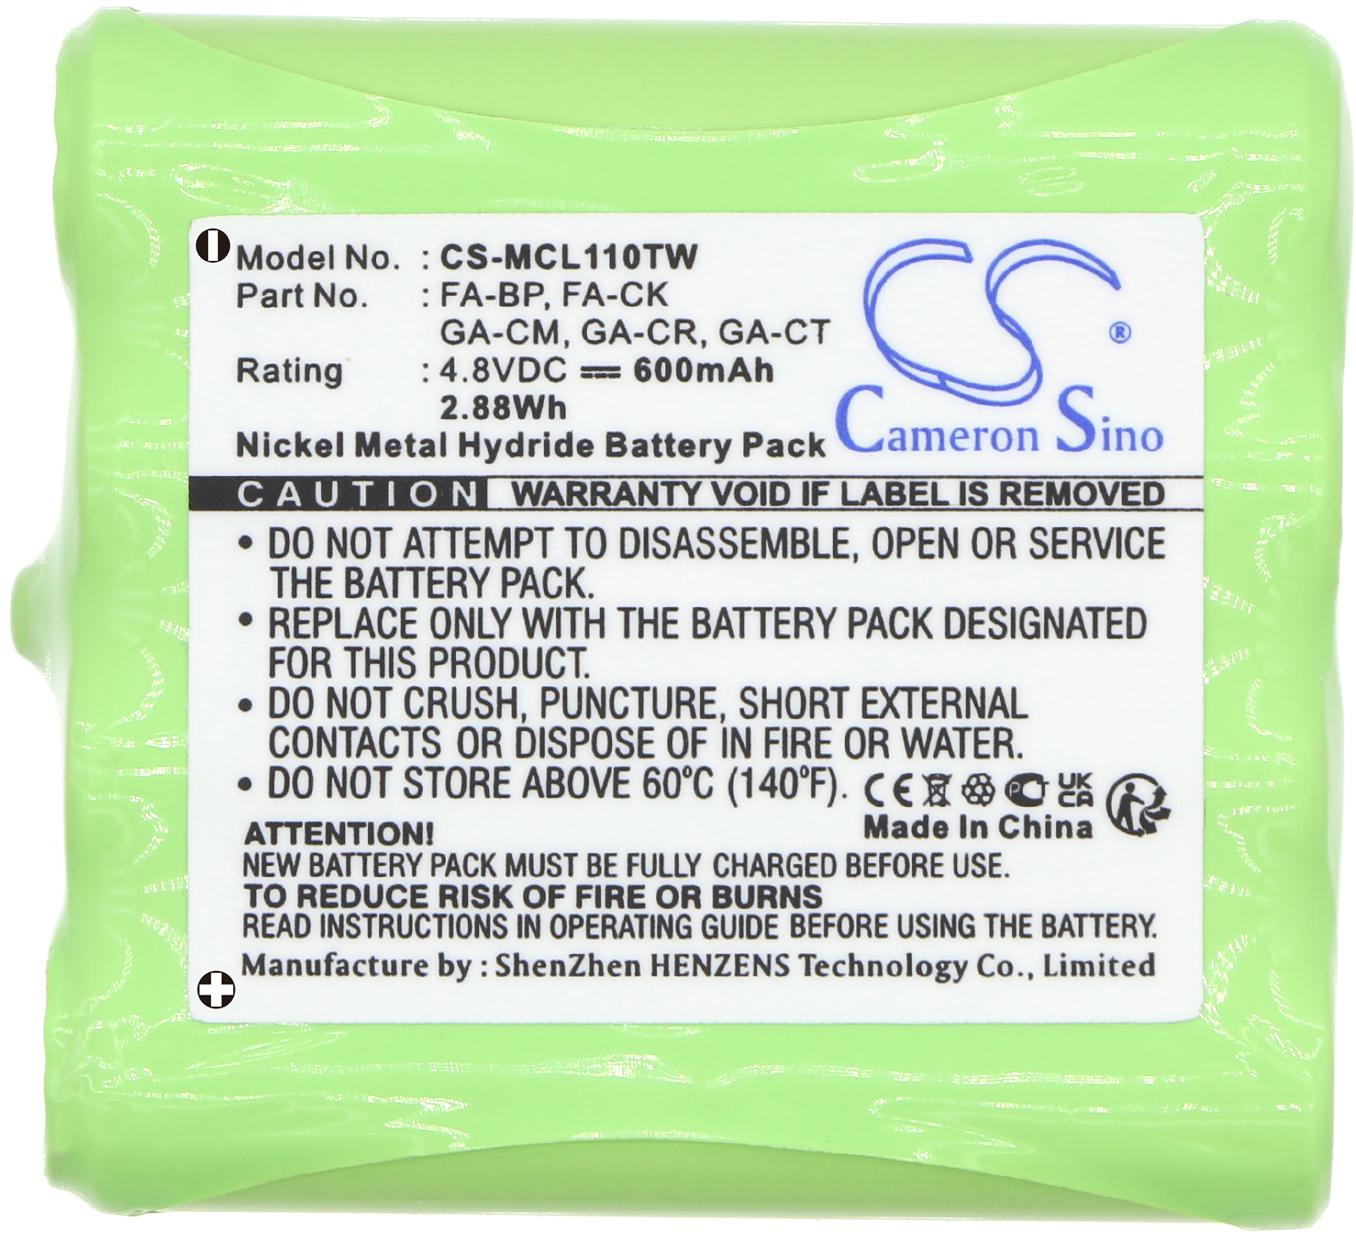 Model No. : CS-MCL110TW
Part No. : FA-BP, FA-CK
GA-CM, GA-CR, GA-CT
Rating : 4.8VDC ⎓ 600mAh
2.88Wh
Nickel Metal Hydride Battery Pack
CS
®
Cameron Sino
CAUTION WARRANTY VOID IF LABEL IS REMOVED
• DO NOT ATTEMPT TO DISASSEMBLE, OPEN OR SERVICE
THE BATTERY PACK.
• REPLACE ONLY WITH THE BATTERY PACK DESIGNATED
FOR THIS PRODUCT.
• DO NOT CRUSH, PUNCTURE, SHORT EXTERNAL
CONTACTS OR DISPOSE OF IN FIRE OR WATER.
• DO NOT STORE ABOVE 60°C (140°F).
CE PCT UK
CA
Made In China
ATTENTION!
NEW BATTERY PACK MUST BE FULLY CHARGED BEFORE USE.
TO REDUCE RISK OF FIRE OR BURNS
READ INSTRUCTIONS IN OPERATING GUIDE BEFORE USING THE BATTERY.
Manufacture by : ShenZhen HENZENS Technology Co., Limited